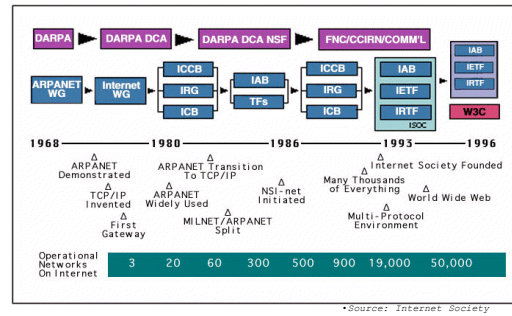 DARPA
DARPA DCA
DARPA DCA NSF
FNC/CCIRN/COMM'L
ARPANET
WG
Internet
WG
ICCB
IRG
ICB
IAB
TFs
ICCB
IRG
ICB
IAB
IETF
IRTF
ISOC
IAB
IETF
IRTF
W3C
1968
1980
1986
1993
1996
ARPANET
Demonstrated
TCP/IP
Invented
First
Gateway
ARPANET
Widely Used
ARPANET Transition
To TCP/IP
MILNET/ARPANET
Split
NSI-net
Initiated
Internet Society Founded
Many Thousands
of Everything
World Wide Web
Multi-Protocol
Environment
Operational
Networks
On Internet
3 20 60 300 500 900 19,000 50,000
•Source: Internet Society